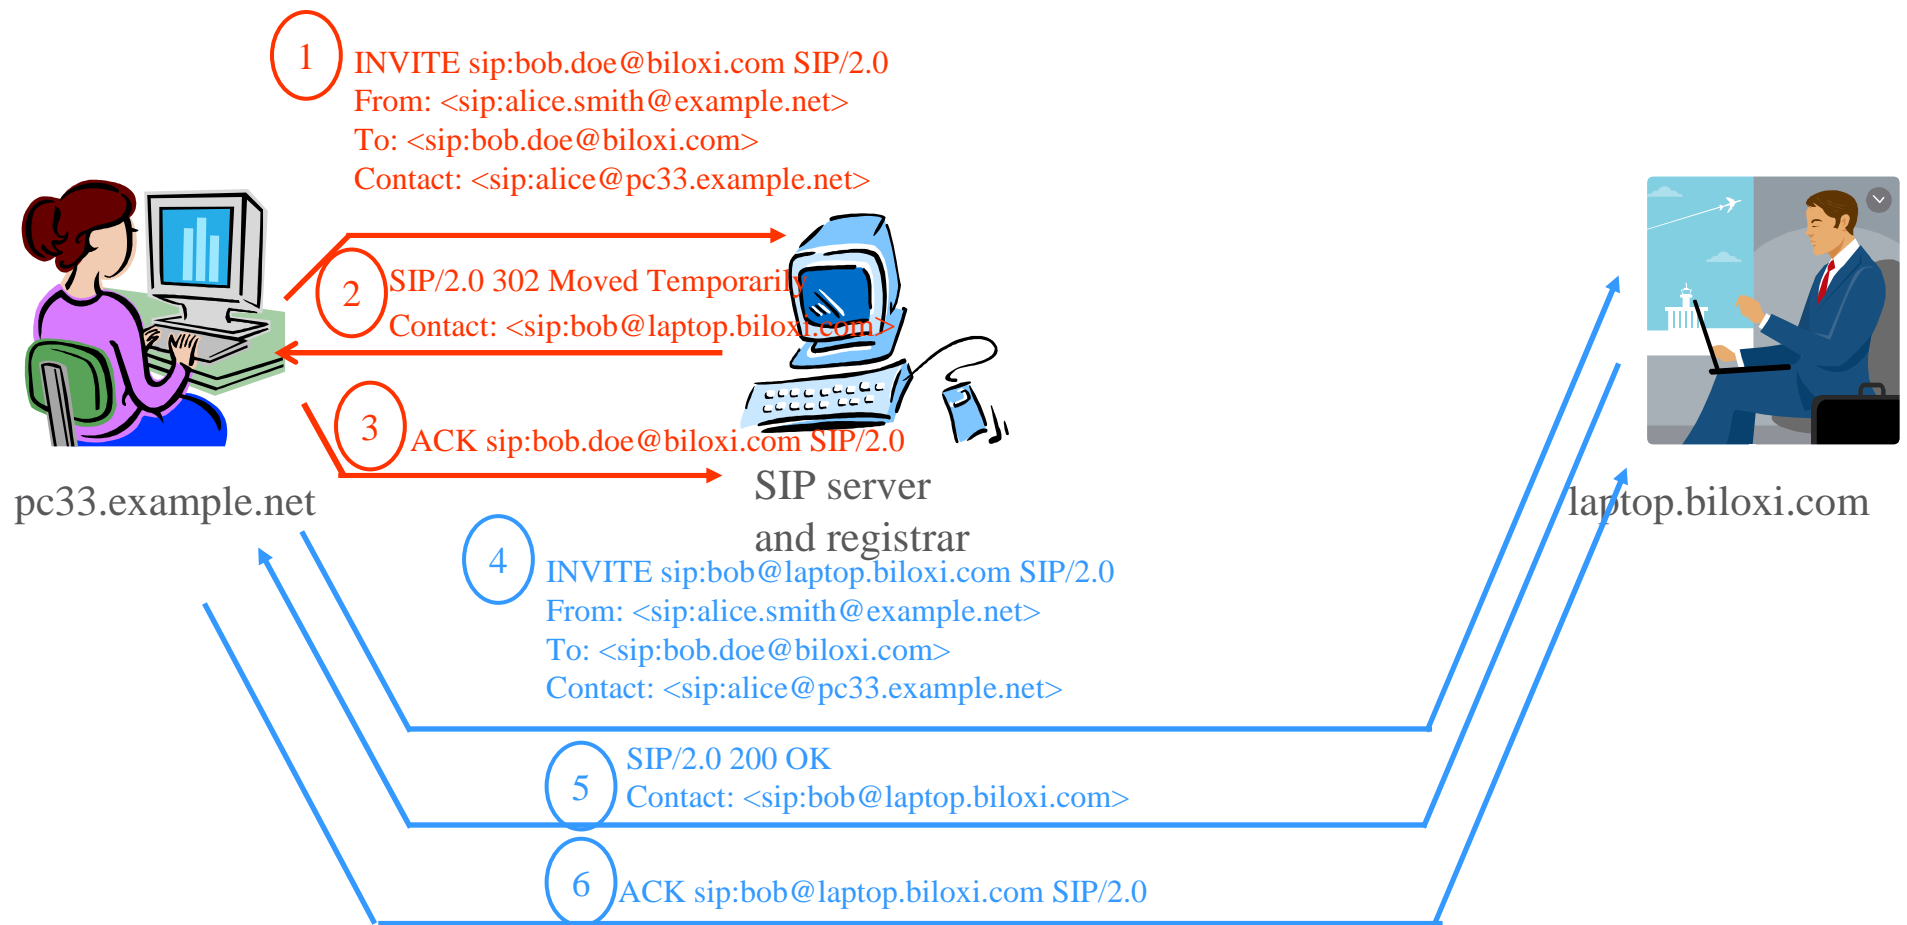 1
INVITE sip:bob.doe@biloxi.com SIP/2.0
From: <sip:alice.smith@example.net>
To: <sip:bob.doe@biloxi.com>
Contact: <sip:alice@pc33.example.net>
2
SIP/2.0 302 Moved Temporarily
Contact: <sip:bob@laptop.biloxi.com>
3
ACK sip:bob.doe@biloxi.com SIP/2.0
pc33.example.net
SIP server
and registrar
laptop.biloxi.com
4
INVITE sip:bob@laptop.biloxi.com SIP/2.0
From: <sip:alice.smith@example.net>
To: <sip:bob.doe@biloxi.com>
Contact: <sip:alice@pc33.example.net>
5
SIP/2.0 200 OK
Contact: <sip:bob@laptop.biloxi.com>
6
ACK sip:bob@laptop.biloxi.com SIP/2.0